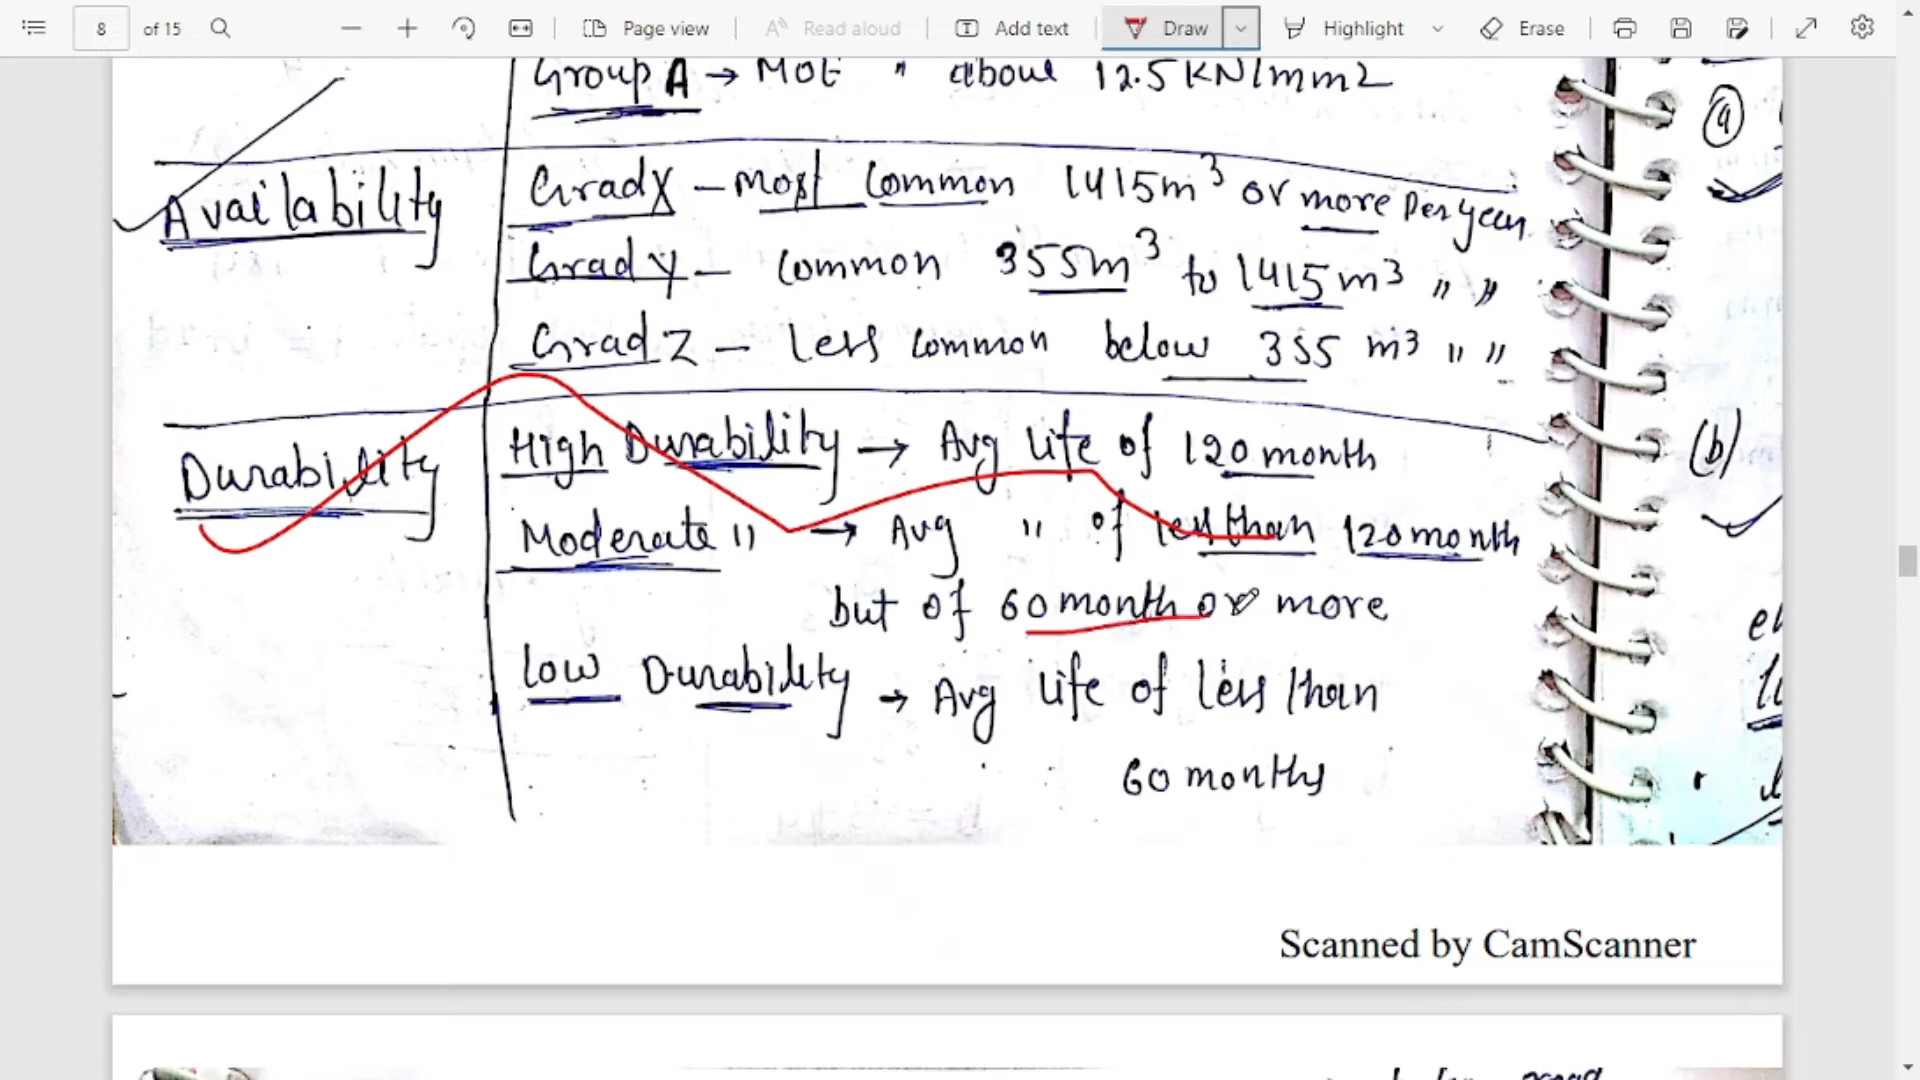 8 of 15 Page view Read aloud Add text Draw Highlight Erase
Group A → MOE " about 12.5 KN/mm2
Availability
GradX – most common 1415m³ or more per year
Grad Y – common 355m³ to 1415m³ " "
Grad Z – less common below 355 m³ " "
Durability
High Durability → Avg life of 120 month
Moderate " → Avg " of less than 120 month
but of 60 month or more
Low Durability → Avg life of less than
60 months
(a)
(b)
Scanned by CamScanner